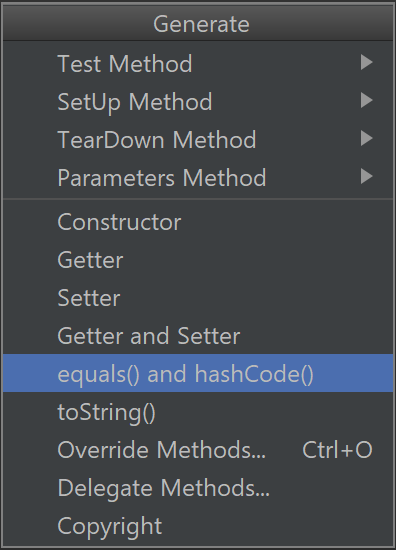 Generate
Test Method
SetUp Method
TearDown Method
Parameters Method
Constructor
Getter
Setter
Getter and Setter
equals() and hashCode()
toString()
Override Methods... Ctrl+O
Delegate Methods...
Copyright